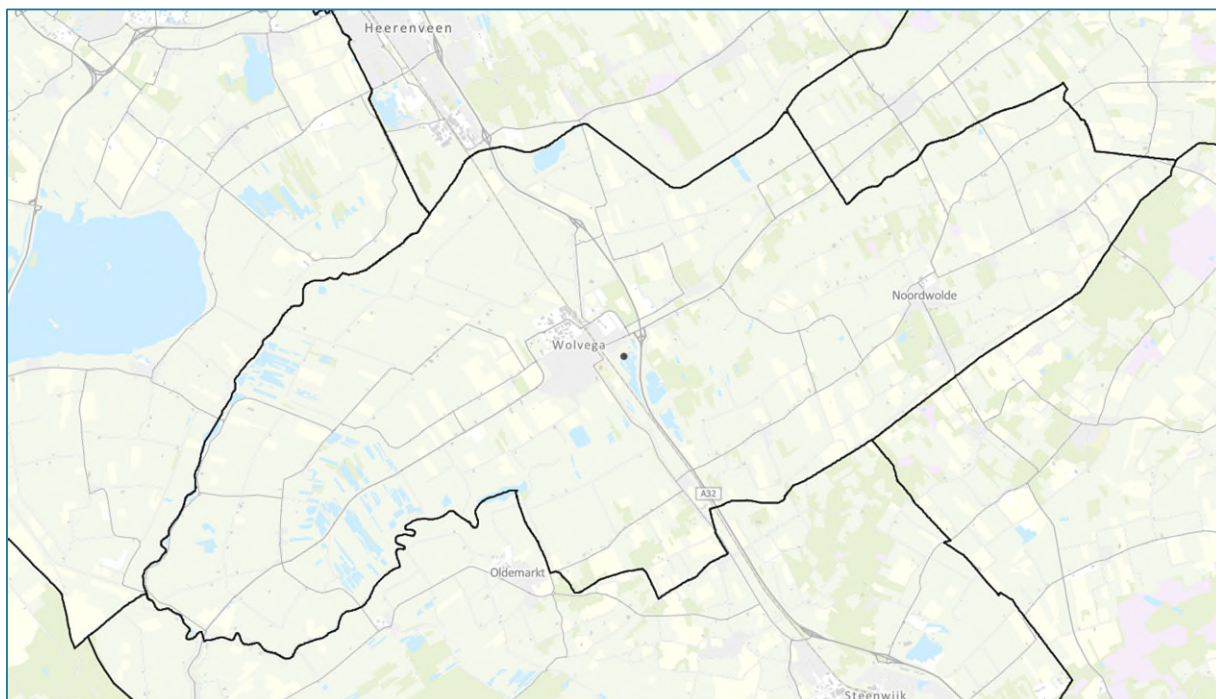 Heerenveen
Noordwolde
Wolvega
A32
Oldemarkt
Steenwijk